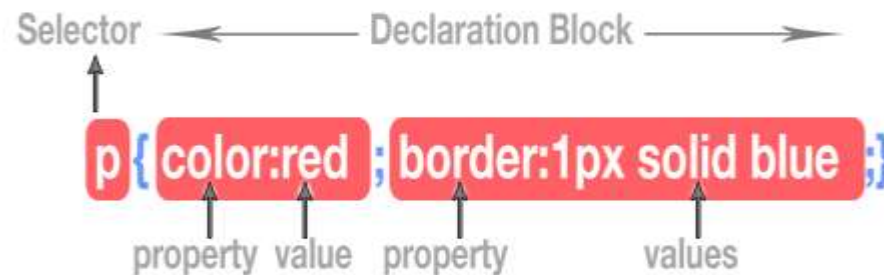 Selector Declaration Block
p{color:red;border:1px solid blue;}
property value property values